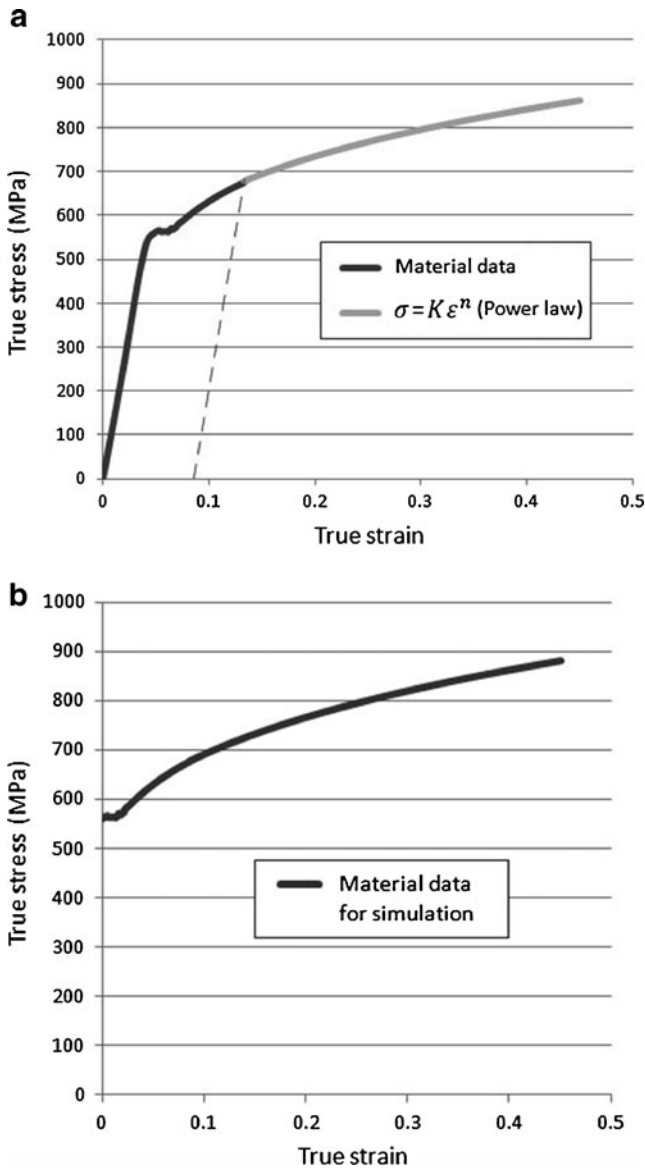 a
1000
900
800
700
600
500
400
300
200
100
0
True stress (MPa)
Material data
σ = K ε^n (Power law)
0 0.1 0.2 0.3 0.4 0.5
True strain
b
1000
900
800
700
600
500
400
300
200
100
0
True stress (MPa)
Material data
for simulation
0 0.1 0.2 0.3 0.4 0.5
True strain